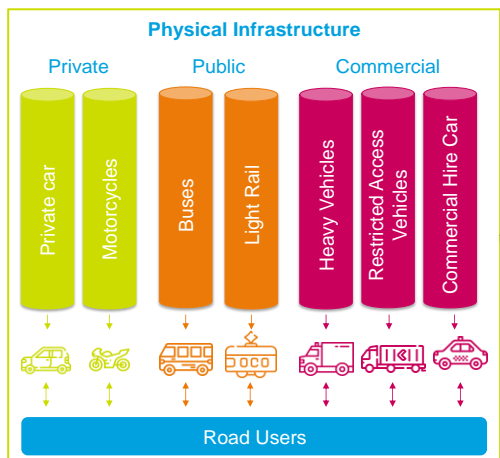 Physical Infrastructure
Private
Public
Commercial
Private car
Motorcycles
Buses
Light Rail
Heavy Vehicles
Restricted Access
Vehicles
Commercial Hire Car
Road Users